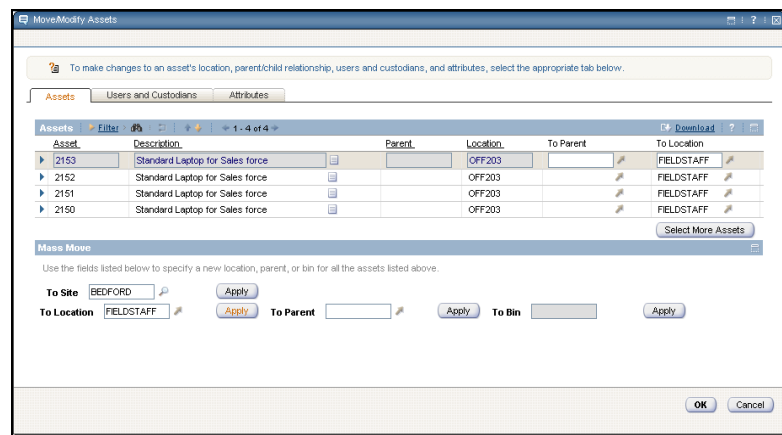 Move/Modify Assets ?
To make changes to an asset's location, parent/child relationship, users and custodians, and attributes, select the appropriate tab below.
Assets Users and Custodians Attributes
Assets Filter 1 - 4 of 4 Download ?
Asset Description Parent Location To Parent To Location
2153 Standard Laptop for Sales force OFF203 FIELDSTAFF
2152 Standard Laptop for Sales force OFF203 FIELDSTAFF
2151 Standard Laptop for Sales force OFF203 FIELDSTAFF
2150 Standard Laptop for Sales force OFF203 FIELDSTAFF
Select More Assets
Mass Move
Use the fields listed below to specify a new location, parent, or bin for all the assets listed above.
To Site BEDFORD Apply
To Location FIELDSTAFF Apply To Parent Apply To Bin Apply
OK Cancel